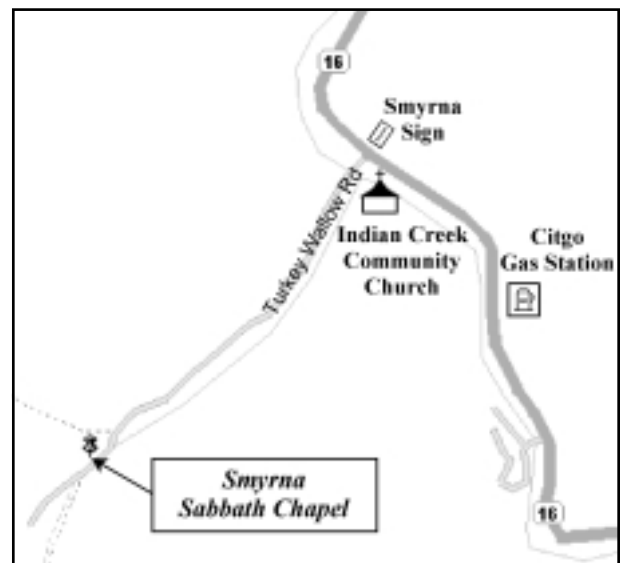 16
Smyrna
Sign
Turkey Wallow Rd
Indian Creek
Community
Church
Citgo
Gas Station
Smyrna
Sabbath Chapel
16